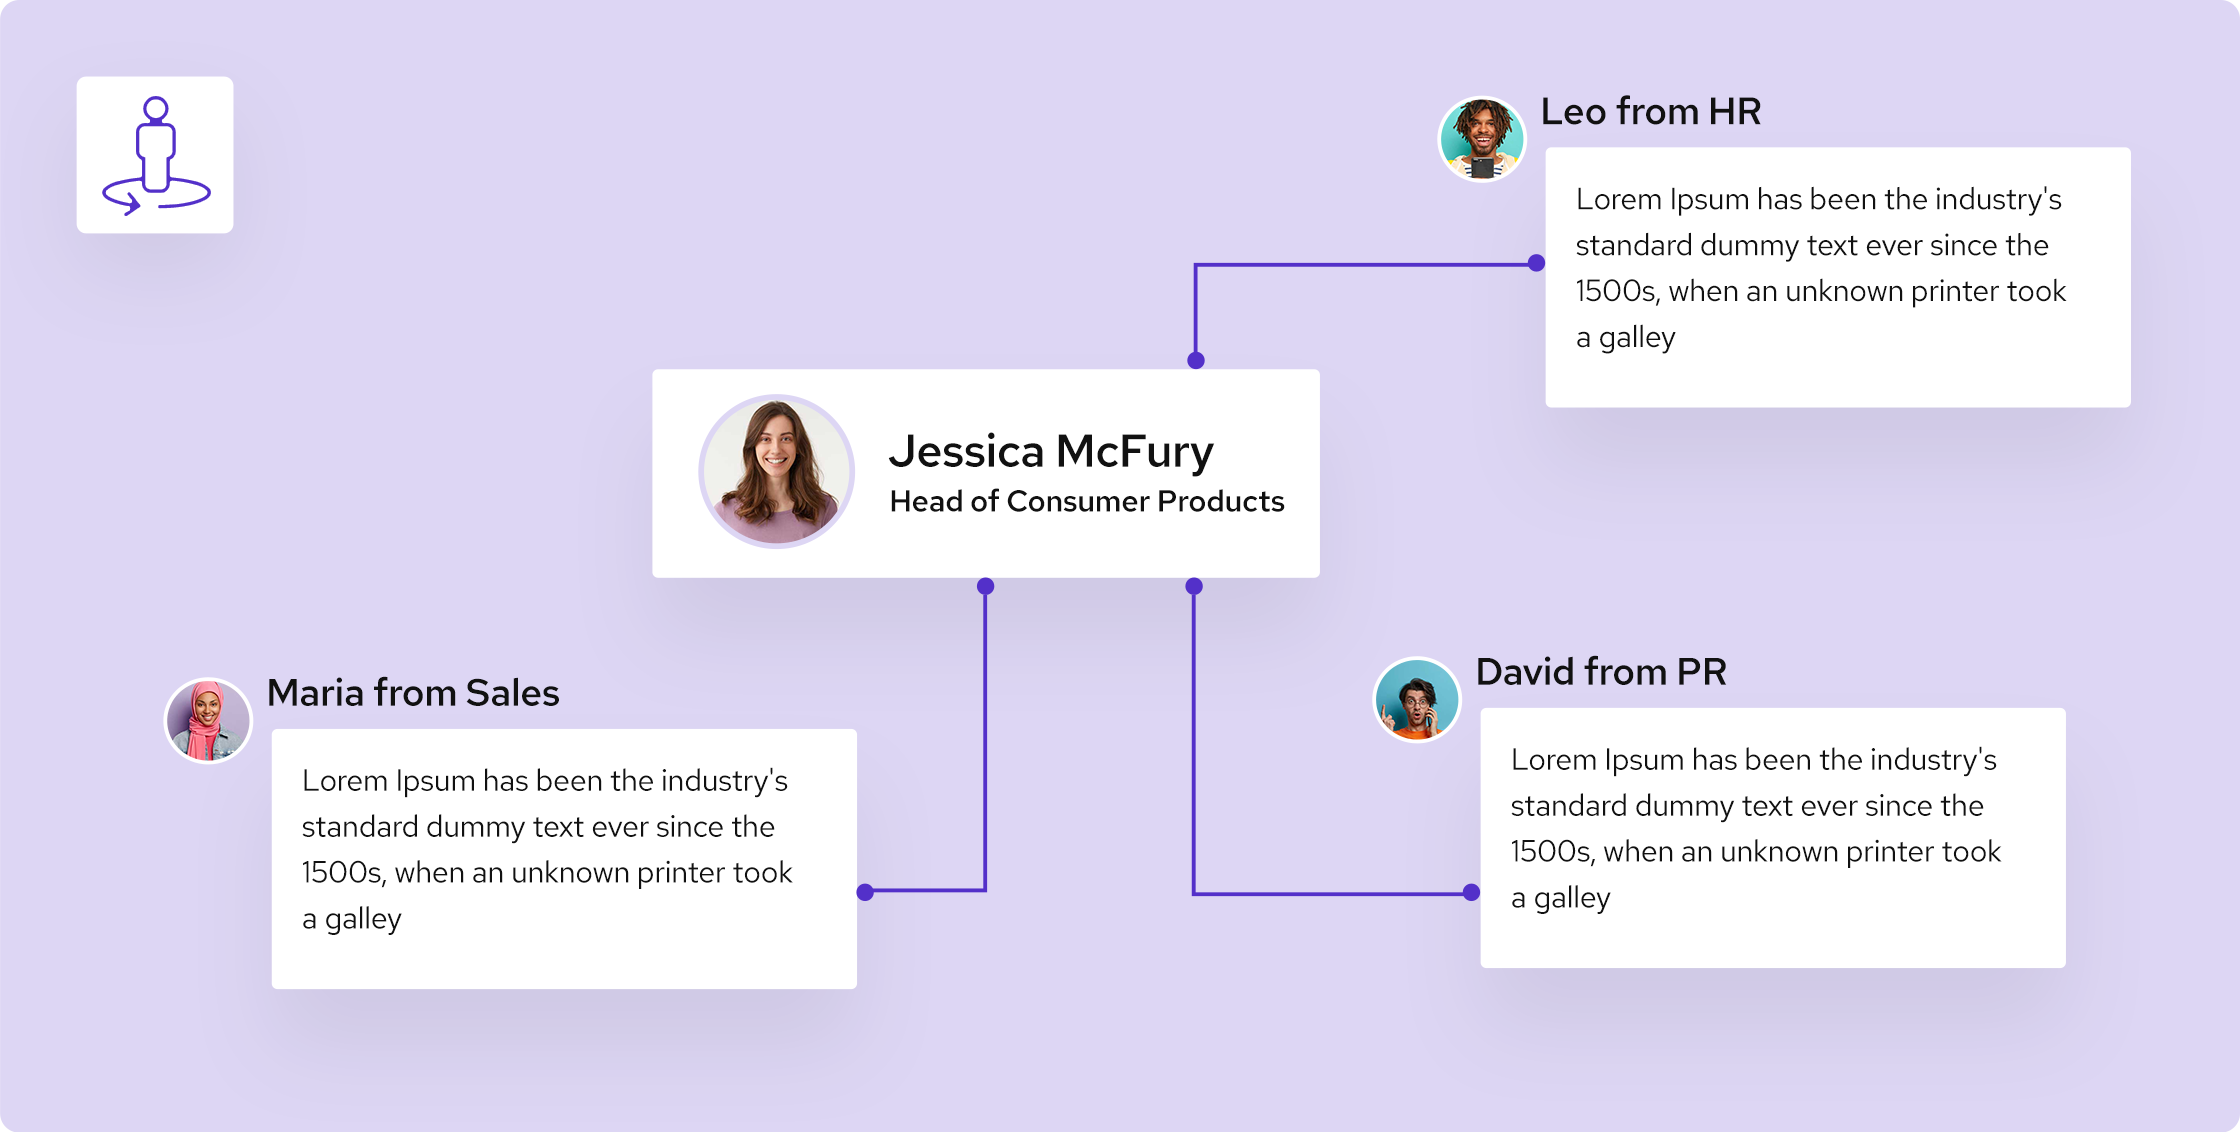 Leo from HR
Lorem Ipsum has been the industry's
standard dummy text ever since the
1500s, when an unknown printer took
a galley
Jessica McFury
Head of Consumer Products
Maria from Sales
Lorem Ipsum has been the industry's
standard dummy text ever since the
1500s, when an unknown printer took
a galley
David from PR
Lorem Ipsum has been the industry's
standard dummy text ever since the
1500s, when an unknown printer took
a galley